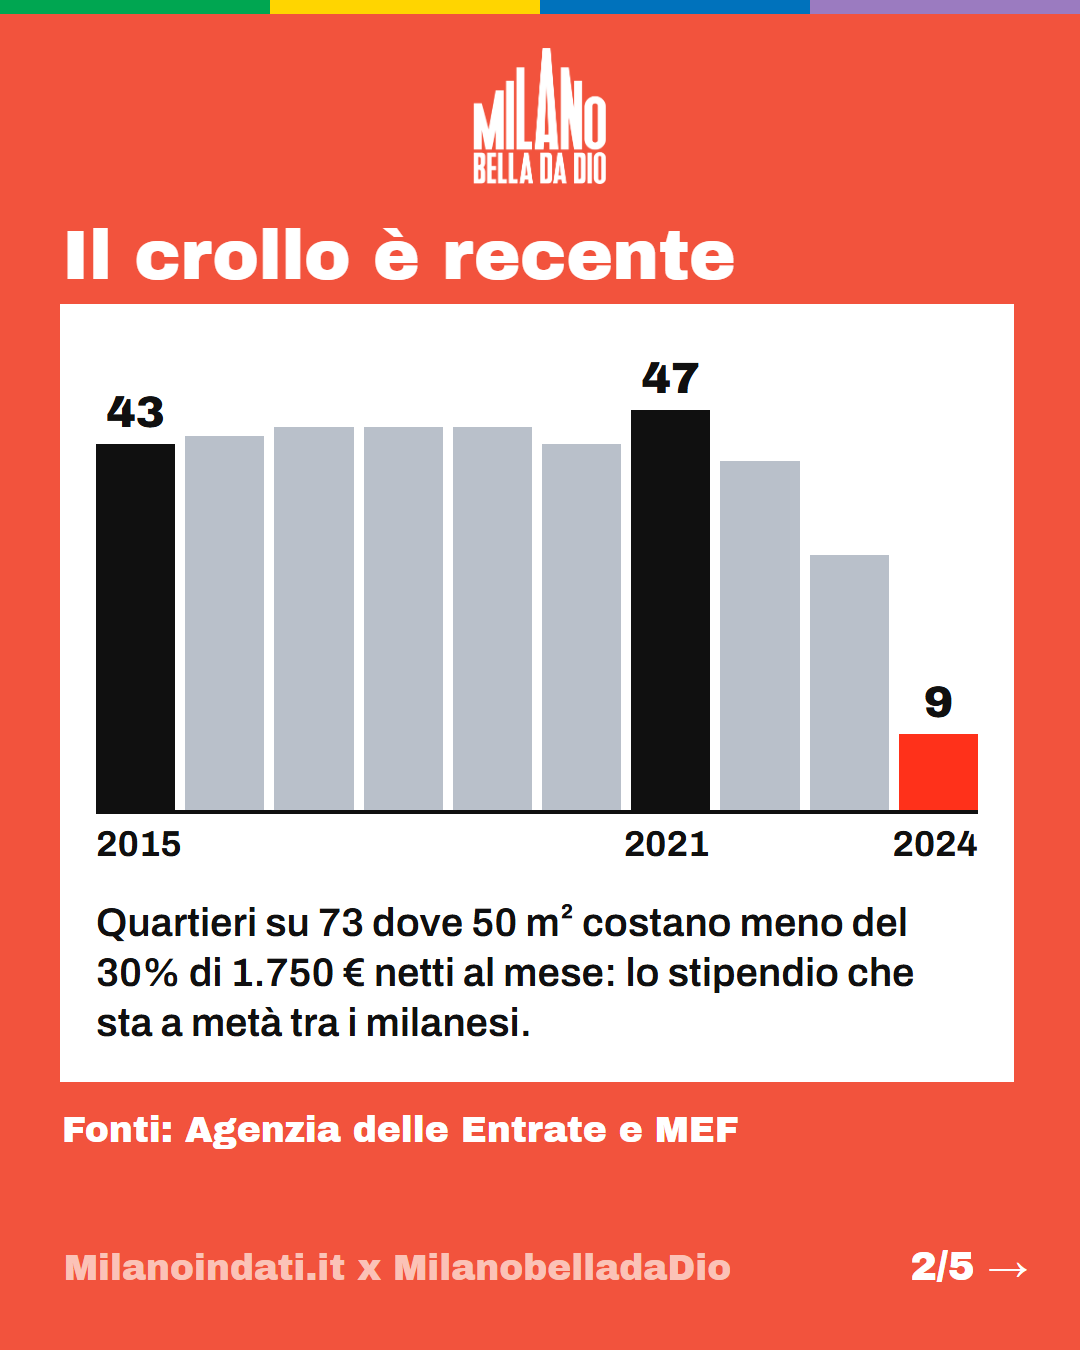 MILANO
BELLA DA DIO
Il crollo è recente
43
47
9
2015
2021
2024
Quartieri su 73 dove 50 m² costano meno del
30% di 1.750 € netti al mese: lo stipendio che
sta a metà tra i milanesi.
Fonti: Agenzia delle Entrate e MEF
Milanoindati.it x MilanobelladaDio
2/5 →